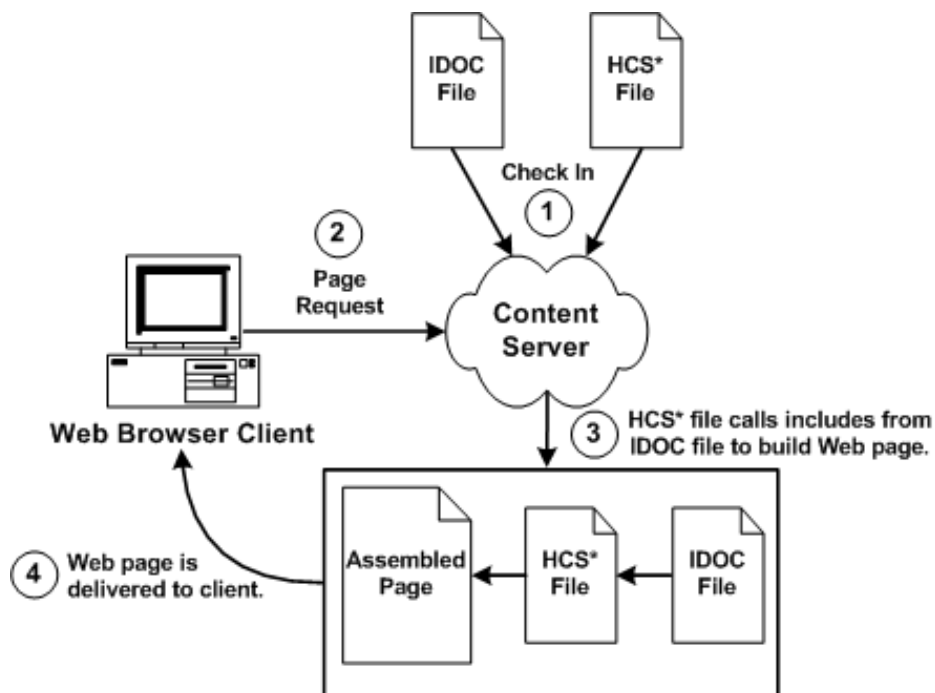 IDOC
File
HCS*
File
Check In
1
2
Page
Request
Content
Server
Web Browser Client
3
HCS* file calls includes from
IDOC file to build Web page.
4
Web page is
delivered to client.
Assembled
Page
HCS*
File
IDOC
File